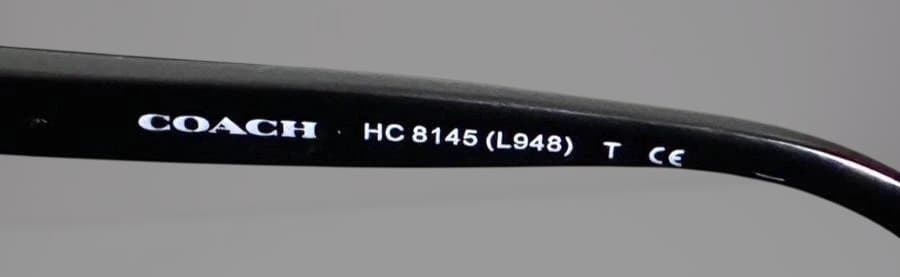 COACH HC 8145 (L948) T CE